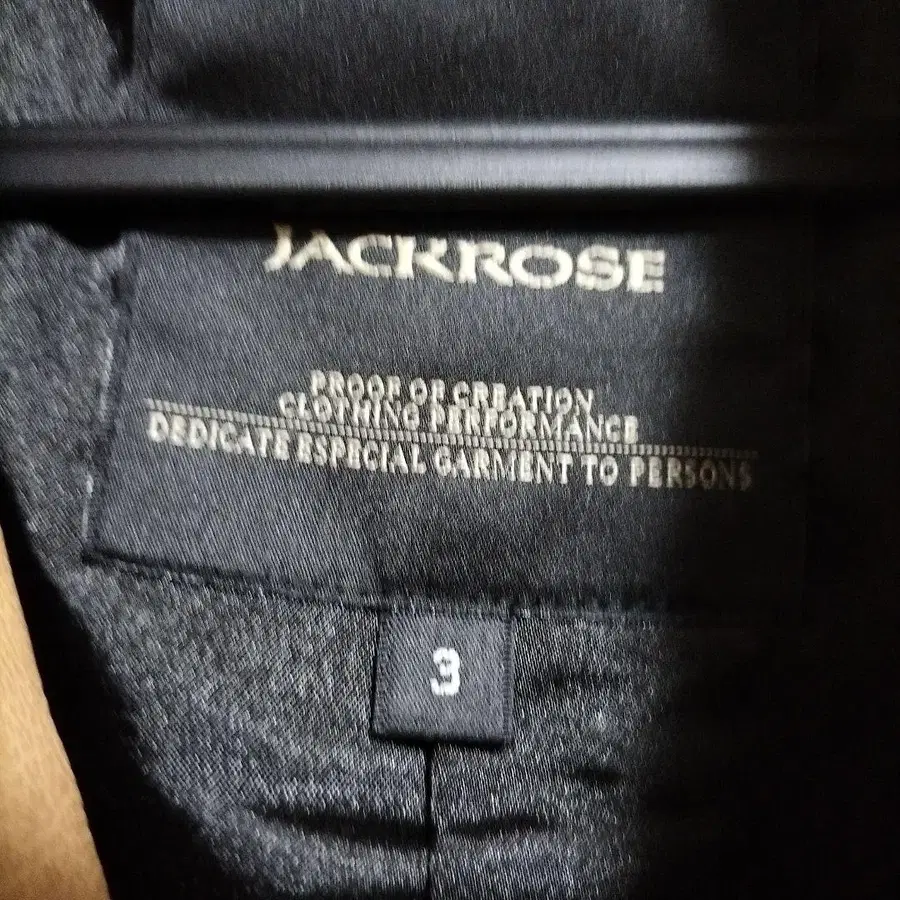 JACKROSE
PROOF OF CREATION
CLOTHING PERFORMANCE
DEDICATE ESPECIAL GARMENT TO PERSONS
3